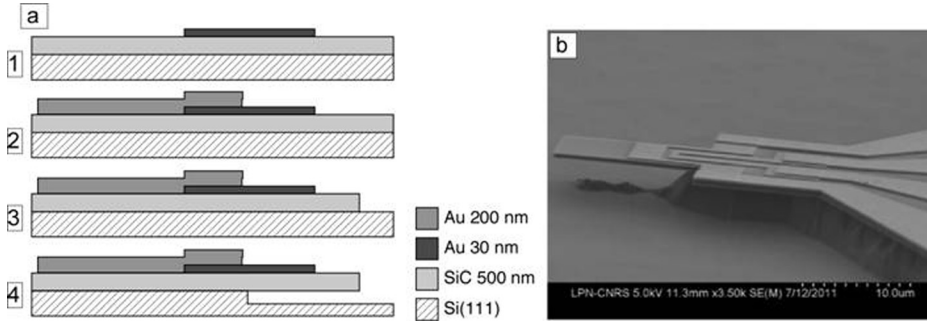 a
1
2
3
4
Au 200 nm
Au 30 nm
SiC 500 nm
Si(111)
b
LPN-CNRS 5.0kV 11.3mm x3.50k SE(M) 7/12/2011
10.0um